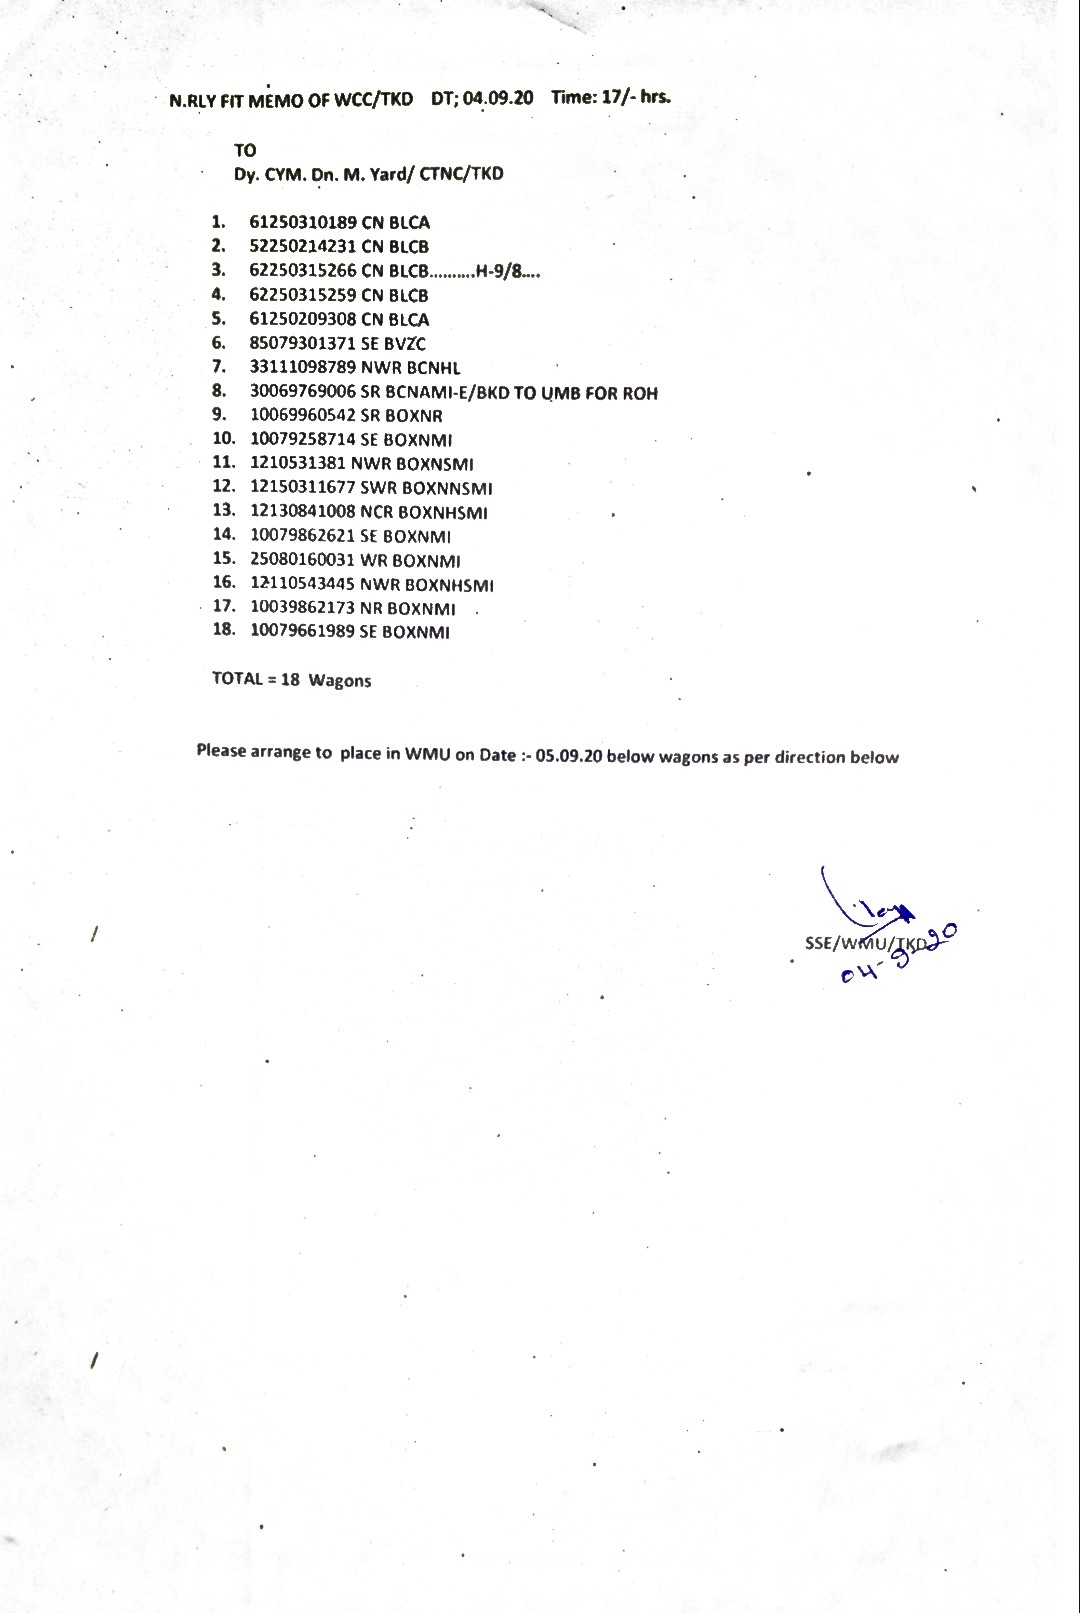 N.RLY FIT MEMO OF WCC/TKD DT; 04.09.20 Time: 17/- hrs.
TO
Dy. CYM. Dn. M. Yard/ CTNC/TKD
1. 61250310189 CN BLCA
2. 52250214231 CN BLCB
3. 62250315266 CN BLCB..........H-9/8....
4. 62250315259 CN BLCB
5. 61250209308 CN BLCA
6. 85079301371 SE BVZC
7. 33111098789 NWR BCNHL
8. 30069769006 SR BCNAMI-E/BKD TO UMB FOR ROH
9. 10069960542 SR BOXNR
10. 10079258714 SE BOXNMI
11. 1210531381 NWR BOXNSMI
12. 12150311677 SWR BOXNNSMI
13. 12130841008 NCR BOXNHSMI
14. 10079862621 SE BOXNMI
15. 25080160031 WR BOXNMI
16. 12110543445 NWR BOXNHSMI
17. 10039862173 NR BOXNMI
18. 10079661989 SE BOXNMI
TOTAL = 18 Wagons
Please arrange to place in WMU on Date :- 05.09.20 below wagons as per direction below
SSE/WMU/TKD
04-9-20